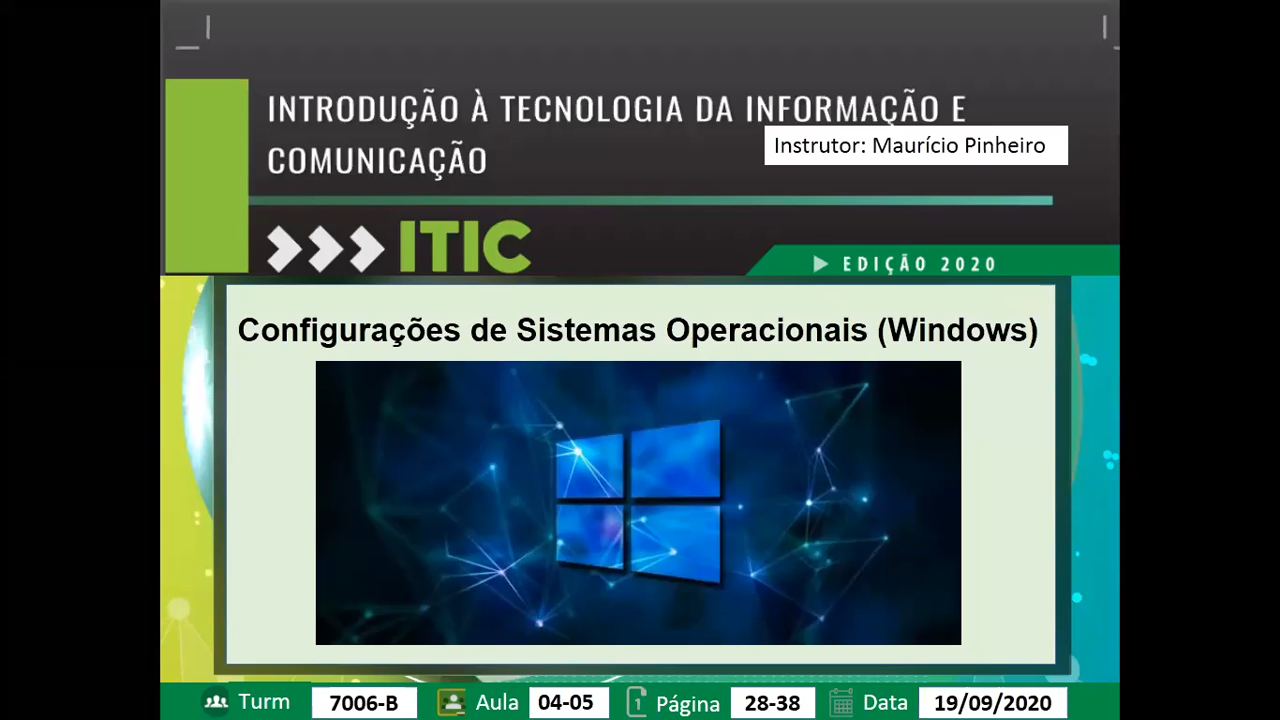 INTRODUÇÃO À TECNOLOGIA DA INFORMAÇÃO E
COMUNICAÇÃO
Instrutor: Maurício Pinheiro
ITIC
EDIÇÃO 2020
Configurações de Sistemas Operacionais (Windows)
Turm 7006-B Aula 04-05 1 Página 28-38 Data 19/09/2020